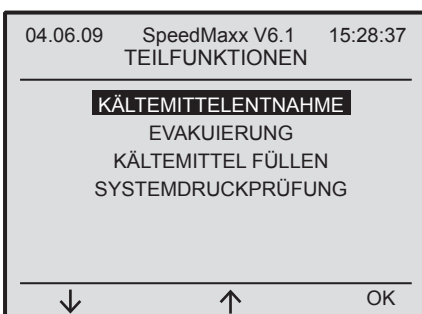 04.06.09 SpeedMaxx V6.1 15:28:37
TEILFUNKTIONEN
KÄLTEMITTELENTNAHME
EVAKUIERUNG
KÄLTEMITTEL FÜLLEN
SYSTEMDRUCKPRÜFUNG
↓ ↑ OK